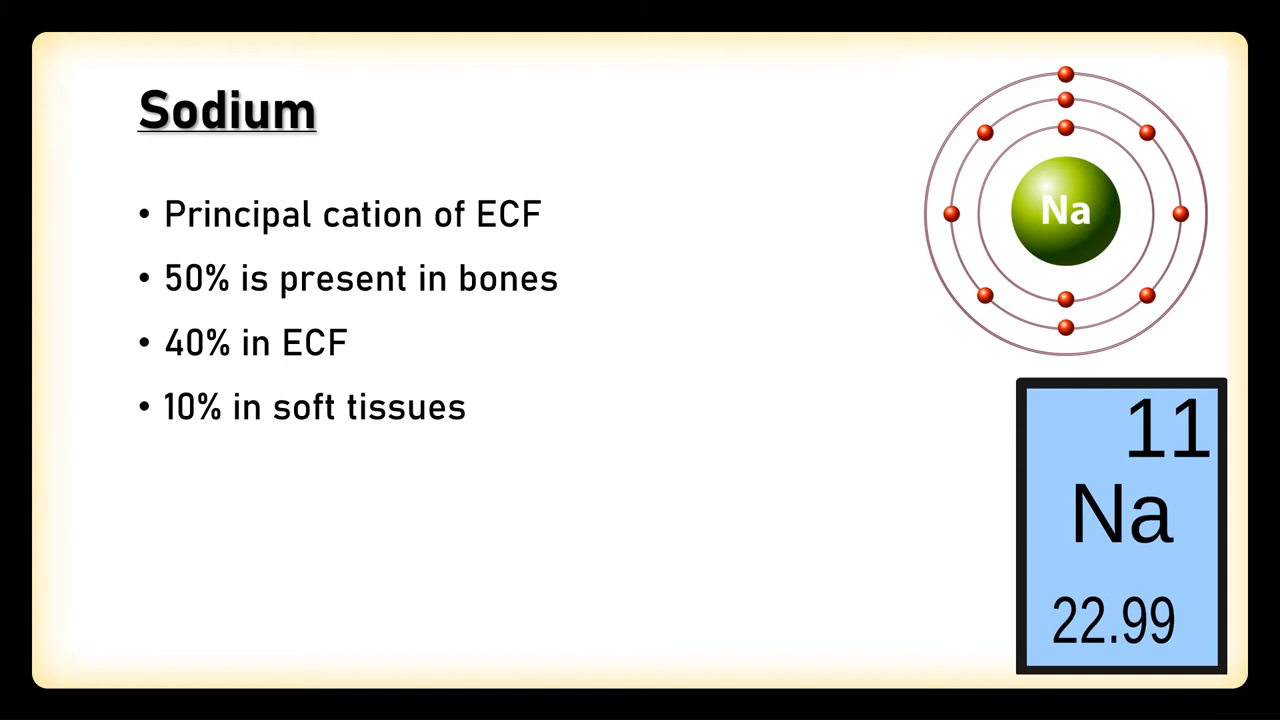 Sodium
• Principal cation of ECF
• 50% is present in bones
• 40% in ECF
• 10% in soft tissues
Na
11
Na
22.99